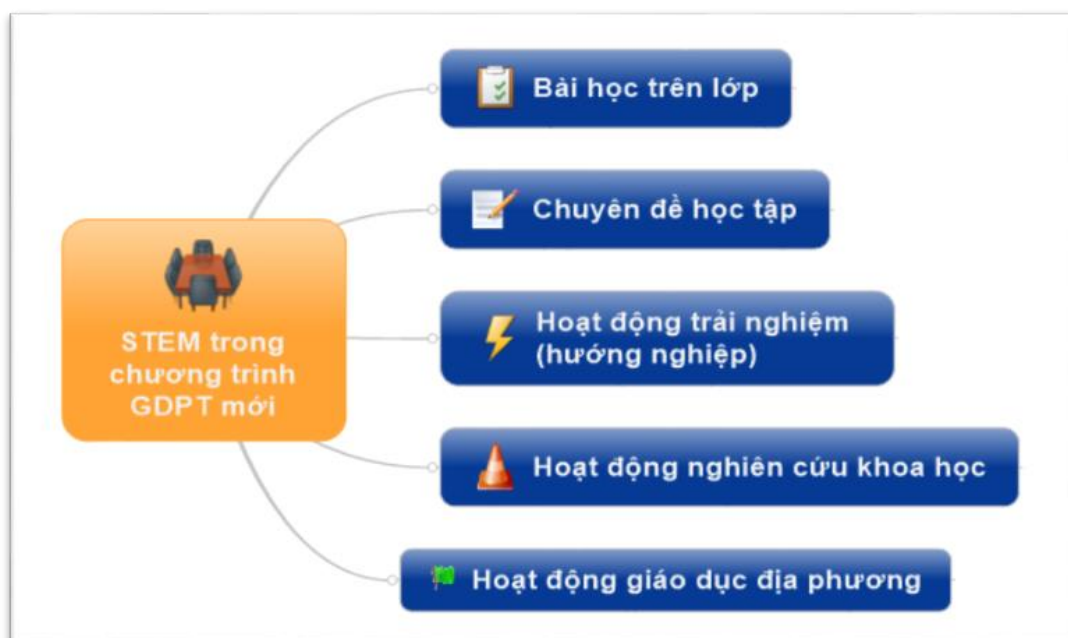 Bài học trên lớp
Chuyên đề học tập
STEM trong
chương trình
GDPT mới
Hoạt động trải nghiệm
(hướng nghiệp)
Hoạt động nghiên cứu khoa học
Hoạt động giáo dục địa phương